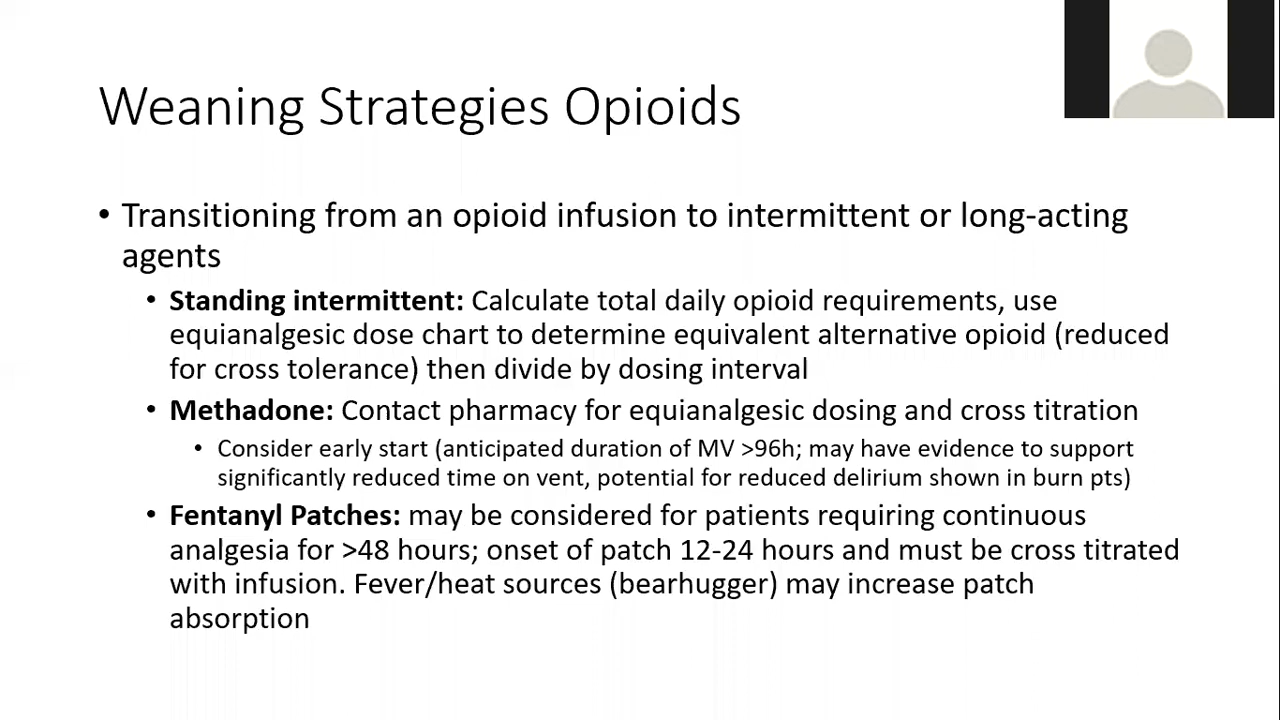 Weaning Strategies Opioids
• Transitioning from an opioid infusion to intermittent or long-acting
agents
• Standing intermittent: Calculate total daily opioid requirements, use
equianalgesic dose chart to determine equivalent alternative opioid (reduced
for cross tolerance) then divide by dosing interval
• Methadone: Contact pharmacy for equianalgesic dosing and cross titration
• Consider early start (anticipated duration of MV >96h; may have evidence to support
significantly reduced time on vent, potential for reduced delirium shown in burn pts)
• Fentanyl Patches: may be considered for patients requiring continuous
analgesia for >48 hours; onset of patch 12-24 hours and must be cross titrated
with infusion. Fever/heat sources (bearhugger) may increase patch
absorption